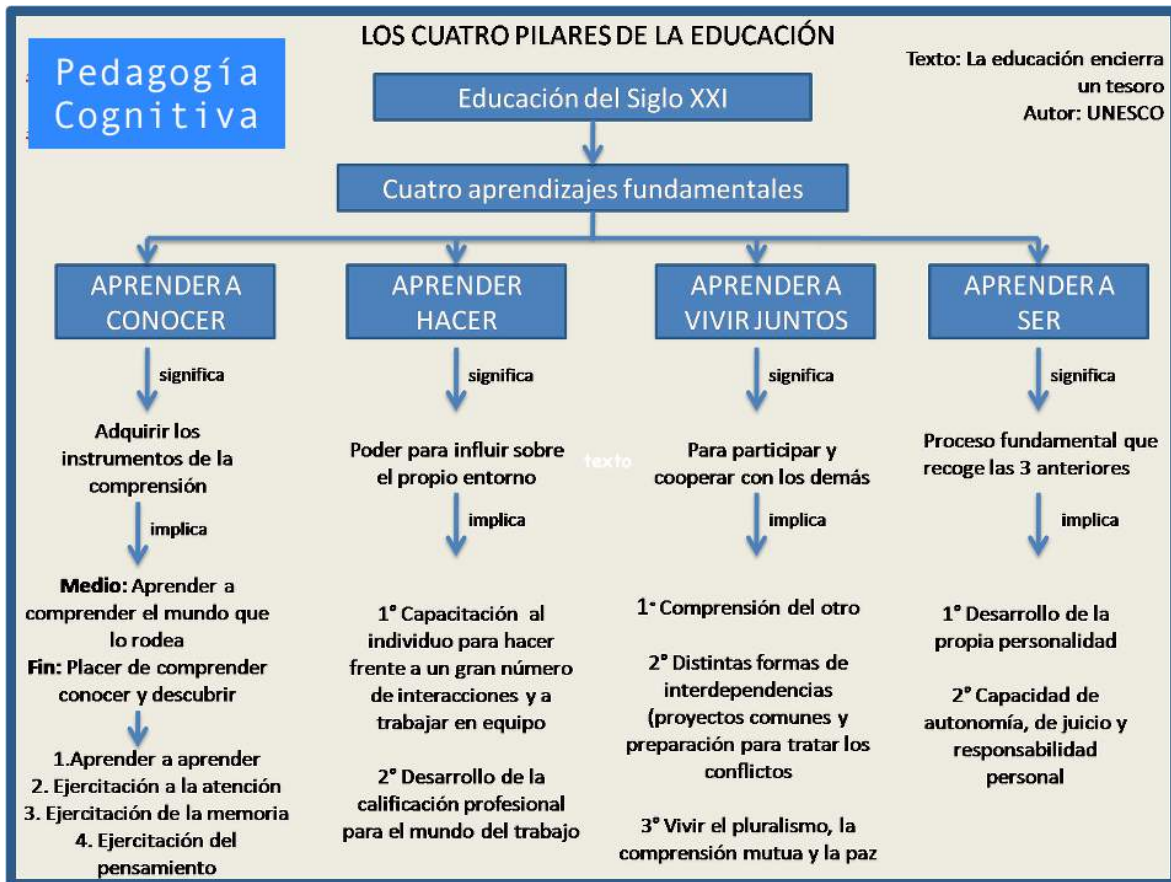 LOS CUATRO PILARES DE LA EDUCACIÓN
Pedagogía
Cognitiva
Texto: La educación encierra
un tesoro
Autor: UNESCO
Educación del Siglo XXI
Cuatro aprendizajes fundamentales
APRENDER A
CONOCER
significa
Adquirir los
instrumentos de la
comprensión
implica
Medio: Aprender a
comprender el mundo que
lo rodea
Fin: Placer de comprender
conocer y descubrir
1.Aprender a aprender
2. Ejercitación a la atención
3. Ejercitación de la memoria
4. Ejercitación del
pensamiento
APRENDER
HACER
significa
Poder para influir sobre
el propio entorno
implica
1° Capacitación al
individuo para hacer
frente a un gran número
de interacciones y a
trabajar en equipo
2° Desarrollo de la
calificación profesional
para el mundo del trabajo
texto
APRENDER A
VIVIR JUNTOS
significa
Para participar y
cooperar con los demás
implica
1° Comprensión del otro
2° Distintas formas de
interdependencias
(proyectos comunes y
preparación para tratar los
conflictos
3° Vivir el pluralismo, la
comprensión mutua y la paz
APRENDER A
SER
significa
Proceso fundamental que
recoge las 3 anteriores
implica
1° Desarrollo de la
propia personalidad
2° Capacidad de
autonomía, de juicio y
responsabilidad
personal